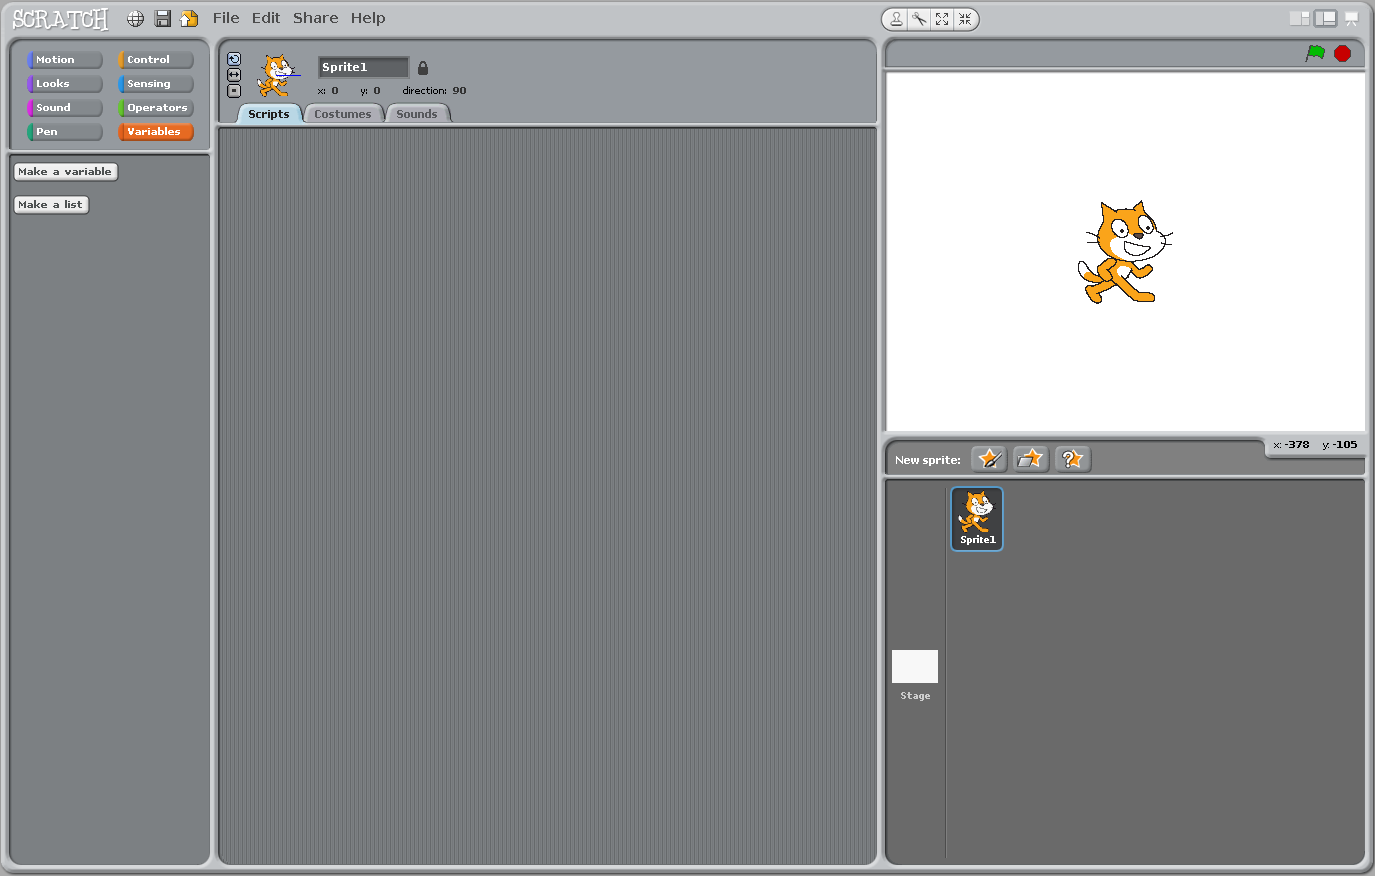 SCRATCH File Edit Share Help
Motion Control
Looks Sensing
Sound Operators
Pen Variables
Make a variable
Make a list
Sprite1
x: 0 y: 0 direction: 90
Scripts Costumes Sounds
x: -378 y: -105
New sprite:
Sprite1
Stage